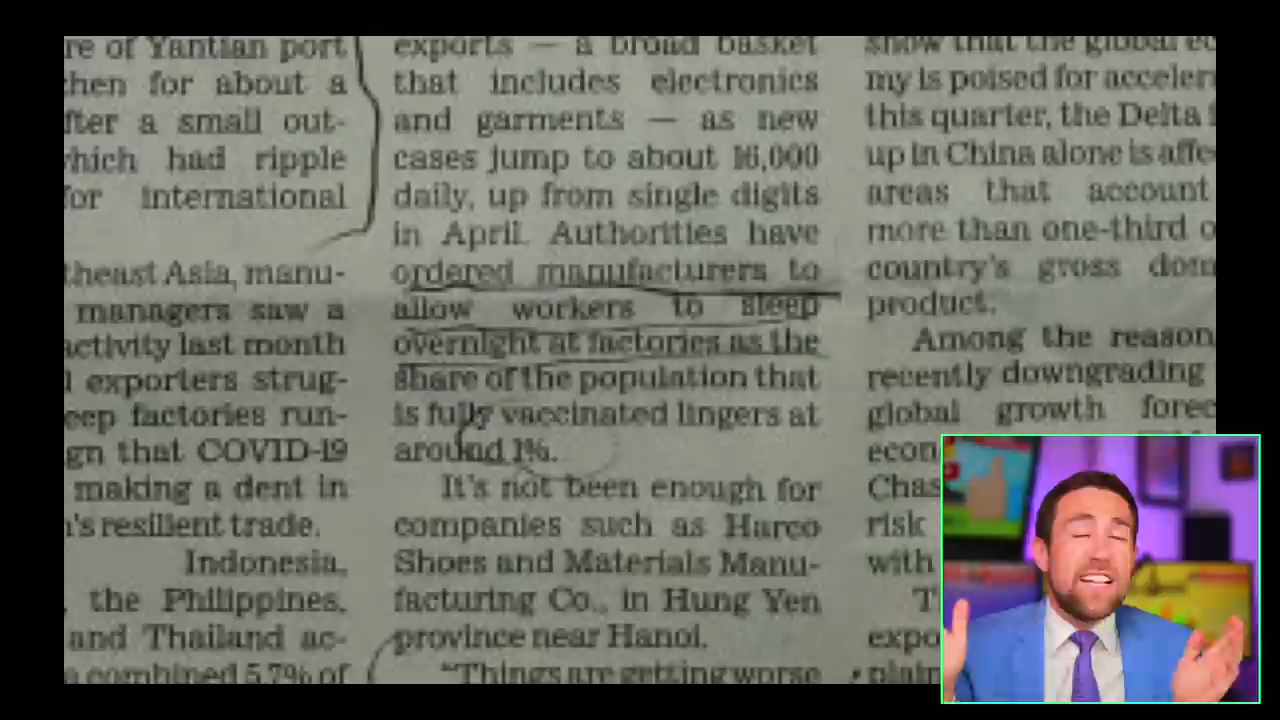 re of Yantian port
then for about a
fter a small out-
which had ripple
for international
theast Asia, manu-
managers saw a
activity last month
exporters strug-
eep factories run-
gn that COVID-19
making a dent in
n's resilient trade.
Indonesia,
, the Philippines,
and Thailand ac-
a combined 5.7% of
exports — a broad basket
that includes electronics
and garments — as new
cases jump to about 16,000
daily, up from single digits
in April. Authorities have
ordered manufacturers to
allow workers to sleep
overnight at factories as the
share of the population that
is fully vaccinated lingers at
around 1%.
It's not been enough for
companies such as Harco
Shoes and Materials Manu-
facturing Co., in Hung Yen
province near Hanoi.
"Things are getting worse
show that the global ec
my is poised for acceler
this quarter, the Delta
up in China alone is affe
areas that account
more than one-third o
country's gross dom
product.
Among the reason
recently downgrading
global growth forec
econ
Chas
risk
with
T
expo
plain